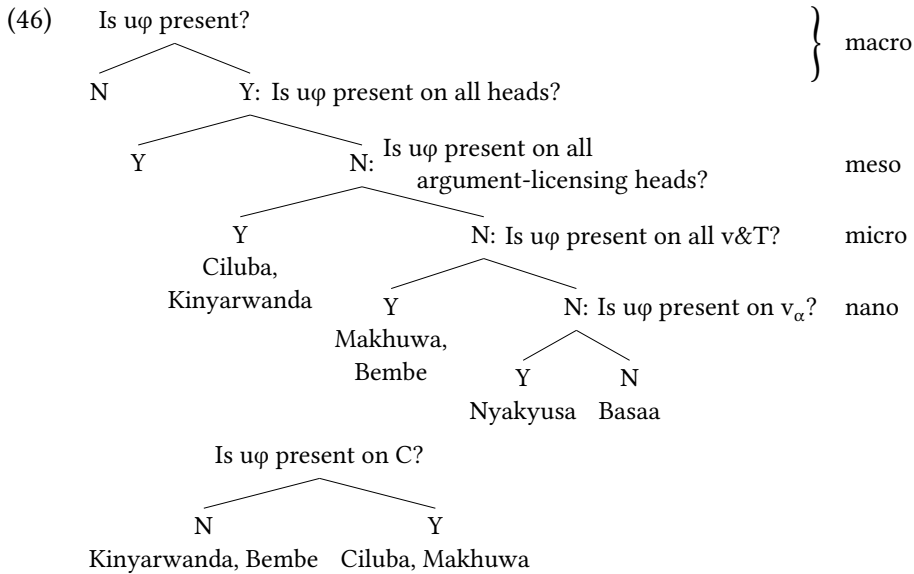 (46) Is uφ present? macro
N Y: Is uφ present on all heads?
Y N: Is uφ present on all
argument-licensing heads? meso
Y N: Is uφ present on all v&T? micro
Ciluba,
Kinyarwanda
Y N: Is uφ present on vα? nano
Makhuwa,
Bembe
Y N
Nyakyusa Basaa
Is uφ present on C?
N Y
Kinyarwanda, Bembe Ciluba, Makhuwa